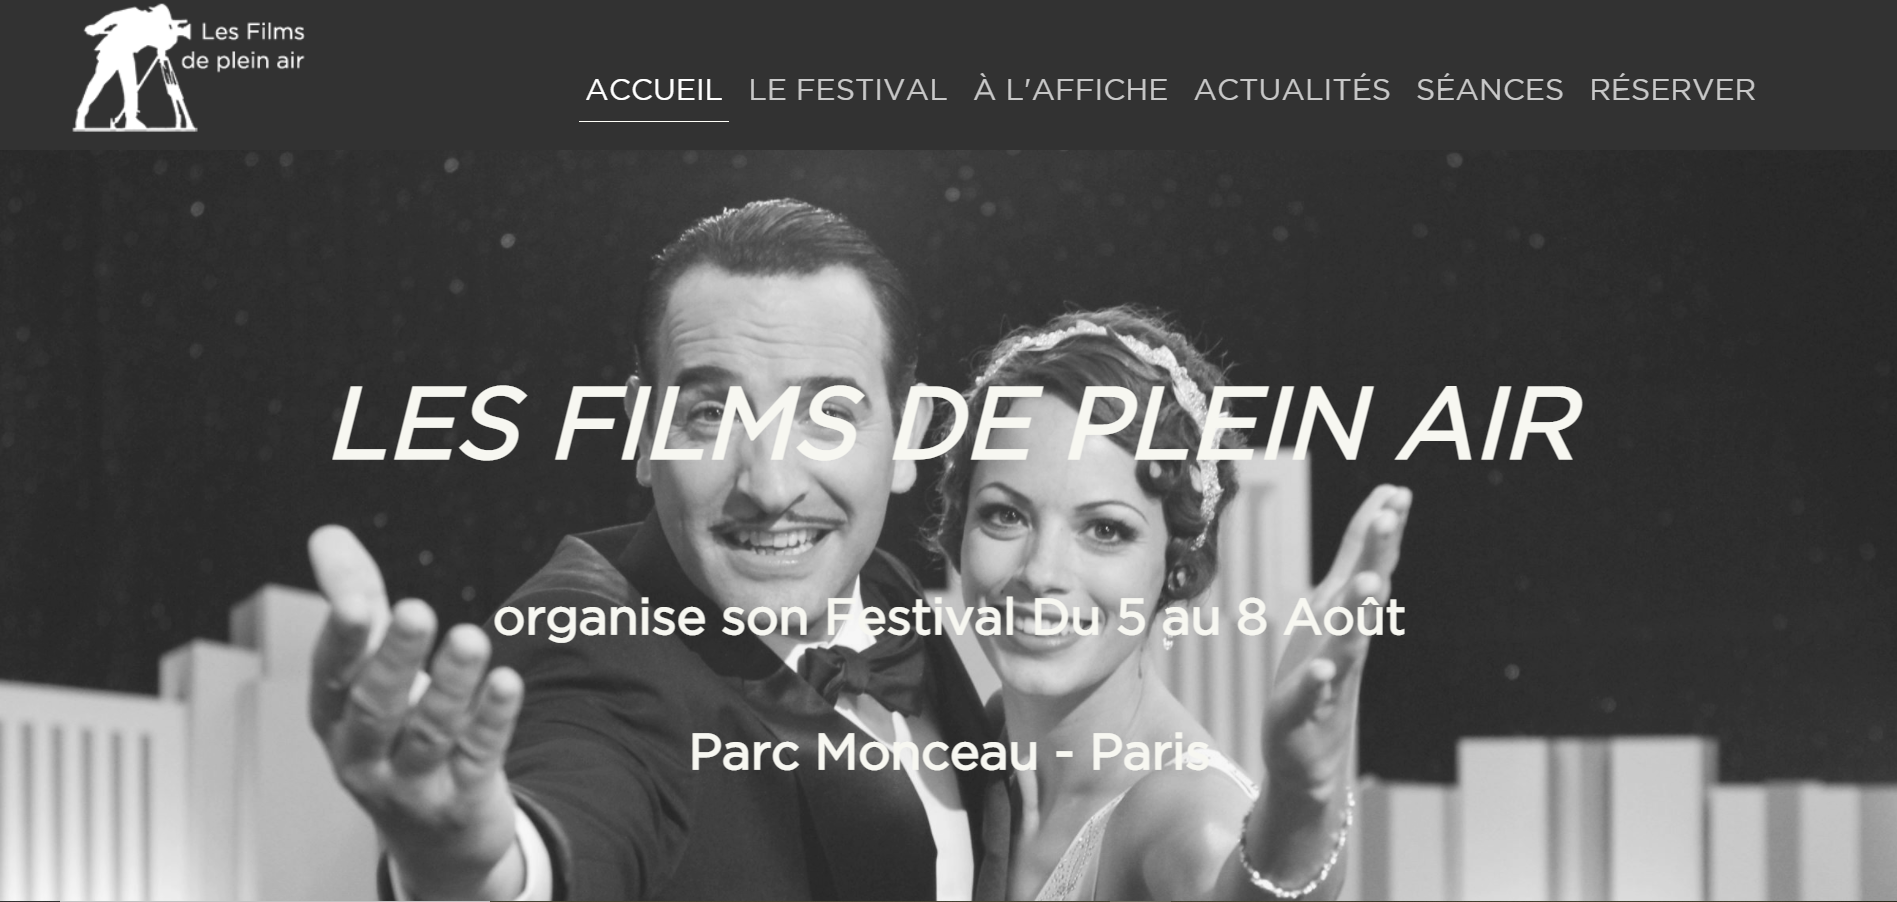 Les Films
de plein air
ACCUEIL LE FESTIVAL À L'AFFICHE ACTUALITÉS SÉANCES RÉSERVER
LES FILMS DE PLEIN AIR
organise son Festival Du 5 au 8 Août
Parc Monceau - Paris